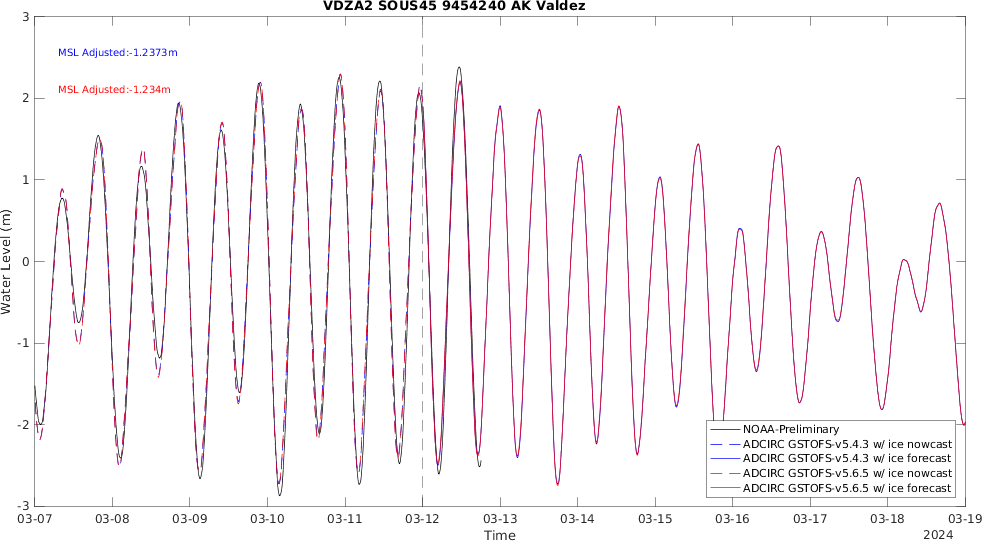 VDZA2 SOUS45 9454240 AK Valdez
MSL Adjusted:-1.2373m
MSL Adjusted:-1.234m
3
2
1
0
-1
-2
-3
Water Level (m)
NOAA-Preliminary
ADCIRC GSTOFS-v5.4.3 w/ ice nowcast
ADCIRC GSTOFS-v5.4.3 w/ ice forecast
ADCIRC GSTOFS-v5.6.5 w/ ice nowcast
ADCIRC GSTOFS-v5.6.5 w/ ice forecast
03-07 03-08 03-09 03-10 03-11 03-12 03-13 03-14 03-15 03-16 03-17 03-18 03-19
Time
2024